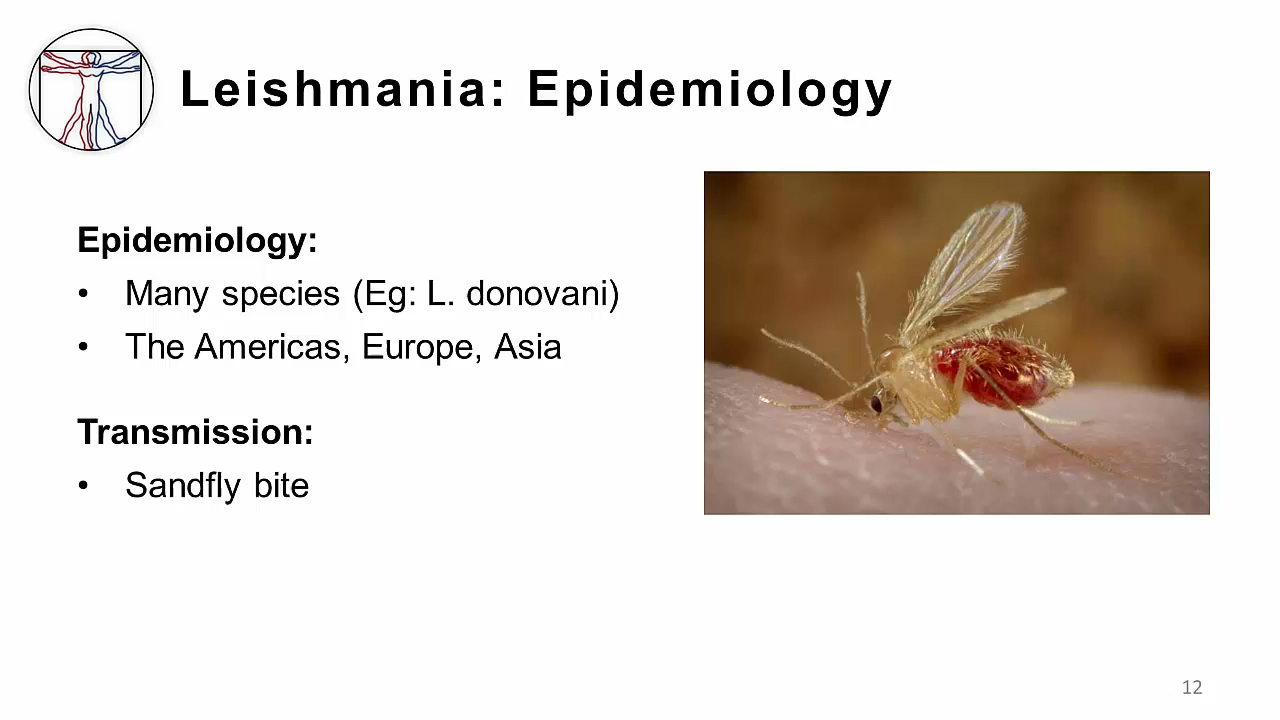 Leishmania: Epidemiology
Epidemiology:
• Many species (Eg: L. donovani)
• The Americas, Europe, Asia
Transmission:
• Sandfly bite
12